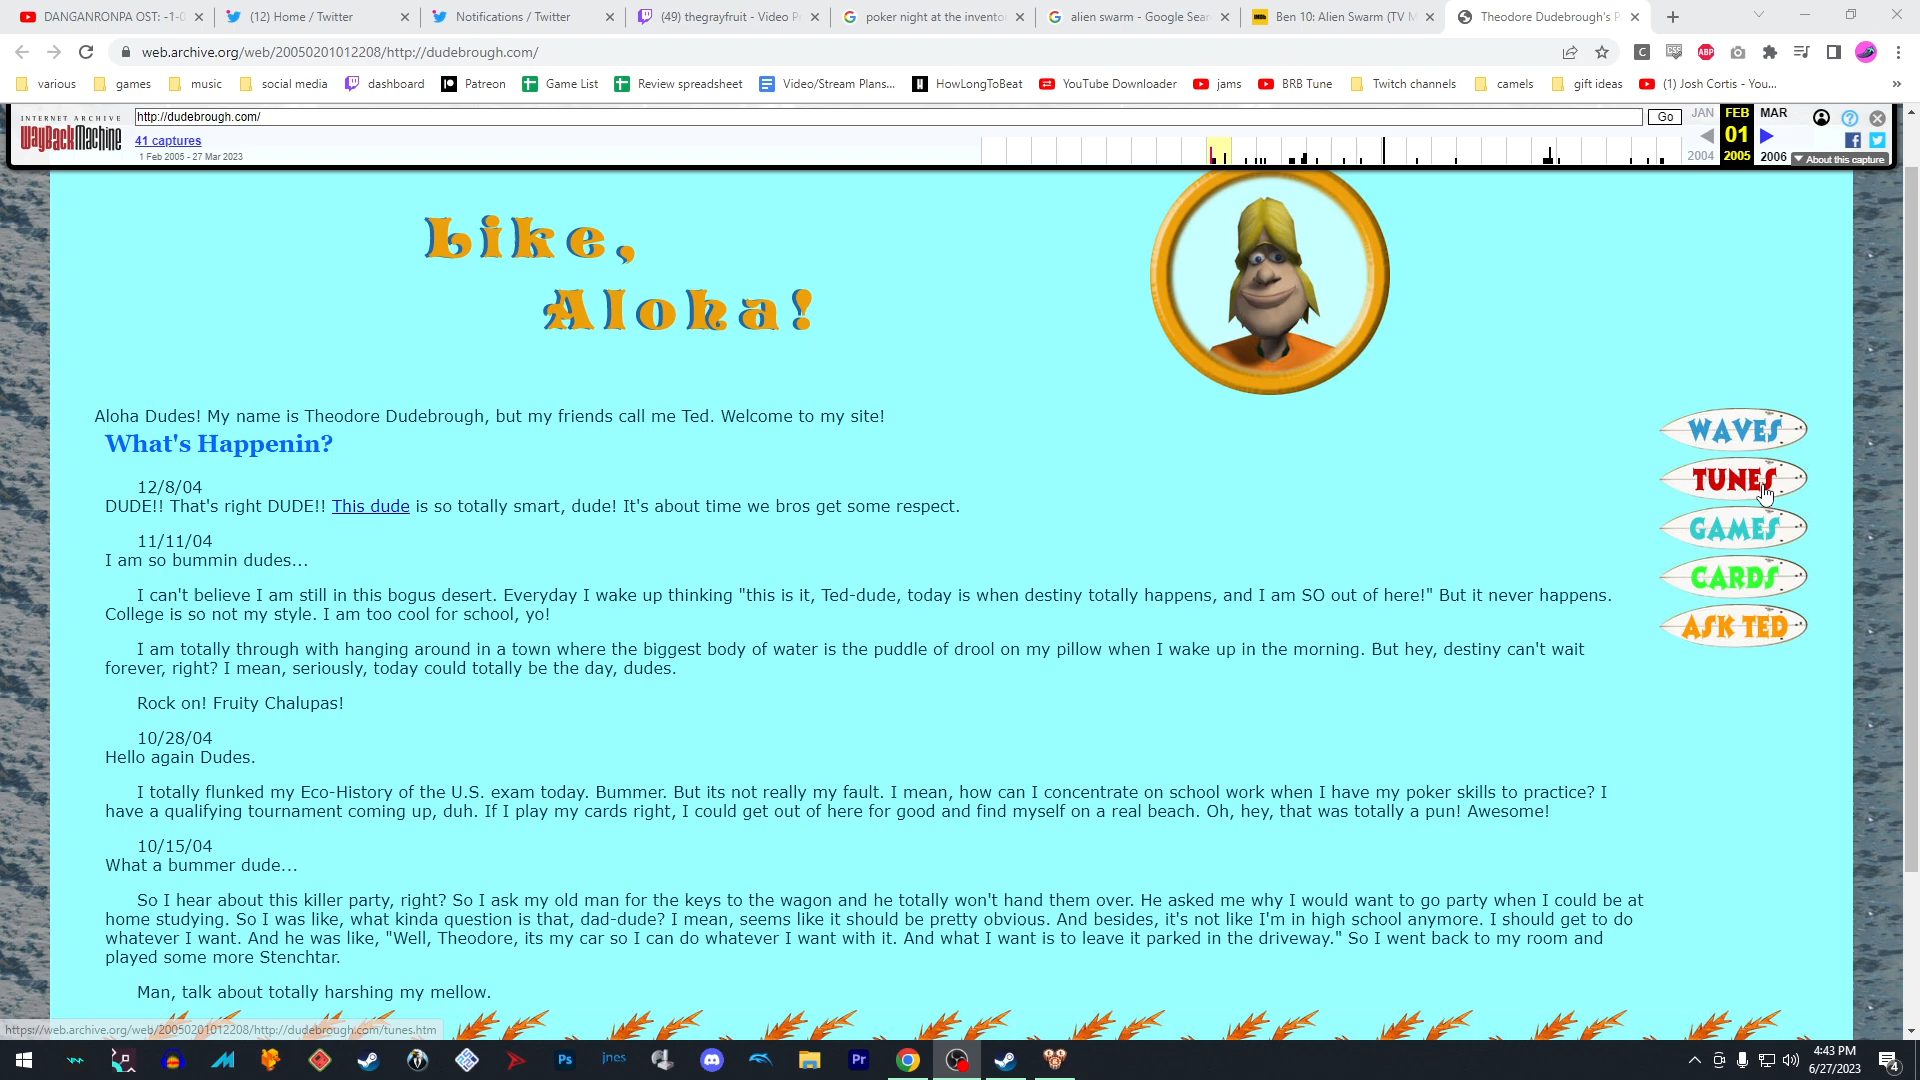 DANGANRONPA OST: -1-0
(12) Home / Twitter
Notifications / Twitter
(49) thegrayfruit - Video P
poker night at the invento
alien swarm - Google Sear
Ben 10: Alien Swarm (TV M
Theodore Dudebrough's P
web.archive.org/web/20050201012208/http://dudebrough.com/
various
games
music
social media
dashboard
Patreon
Game List
Review spreadsheet
Video/Stream Plans...
HowLongToBeat
YouTube Downloader
jams
BRB Tune
Twitch channels
camels
gift ideas
(1) Josh Cortis - You...
INTERNET ARCHIVE
WayBackMachine
http://dudebrough.com/
Go
41 captures
1 Feb 2005 - 27 Mar 2023
JAN FEB MAR
01
2004 2005 2006
About this capture
Like,
Aloha!
Aloha Dudes! My name is Theodore Dudebrough, but my friends call me Ted. Welcome to my site!
What's Happenin?
12/8/04
DUDE!! That's right DUDE!! This dude is so totally smart, dude! It's about time we bros get some respect.
11/11/04
I am so bummin dudes...
I can't believe I am still in this bogus desert. Everyday I wake up thinking "this is it, Ted-dude, today is when destiny totally happens, and I am SO out of here!" But it never happens.
College is so not my style. I am too cool for school, yo!
I am totally through with hanging around in a town where the biggest body of water is the puddle of drool on my pillow when I wake up in the morning. But hey, destiny can't wait
forever, right? I mean, seriously, today could totally be the day, dudes.
Rock on! Fruity Chalupas!
10/28/04
Hello again Dudes.
I totally flunked my Eco-History of the U.S. exam today. Bummer. But its not really my fault. I mean, how can I concentrate on school work when I have my poker skills to practice? I
have a qualifying tournament coming up, duh. If I play my cards right, I could get out of here for good and find myself on a real beach. Oh, hey, that was totally a pun! Awesome!
10/15/04
What a bummer dude...
So I hear about this killer party, right? So I ask my old man for the keys to the wagon and he totally won't hand them over. He asked me why I would want to go party when I could be at
home studying. So I was like, what kinda question is that, dad-dude? I mean, seems like it should be pretty obvious. And besides, it's not like I'm in high school anymore. I should get to do
whatever I want. And he was like, "Well, Theodore, its my car so I can do whatever I want with it. And what I want is to leave it parked in the driveway." So I went back to my room and
played some more Stenchtar.
Man, talk about totally harshing my mellow.
WAVES
TUNES
GAMES
CARDS
ASK TED
https://web.archive.org/web/20050201012208/http://dudebrough.com/tunes.htm
Ps
jnes
Pr
4:43 PM
6/27/2023
4